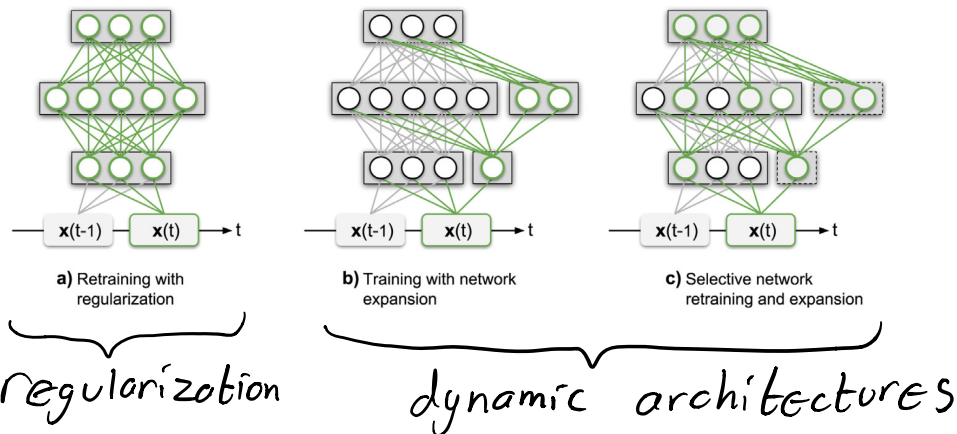 x(t-1) x(t) t
x(t-1) x(t) t
x(t-1) x(t) t
a) Retraining with
regularization
b) Training with network
expansion
c) Selective network
retraining and expansion
regularization
dynamic architectures